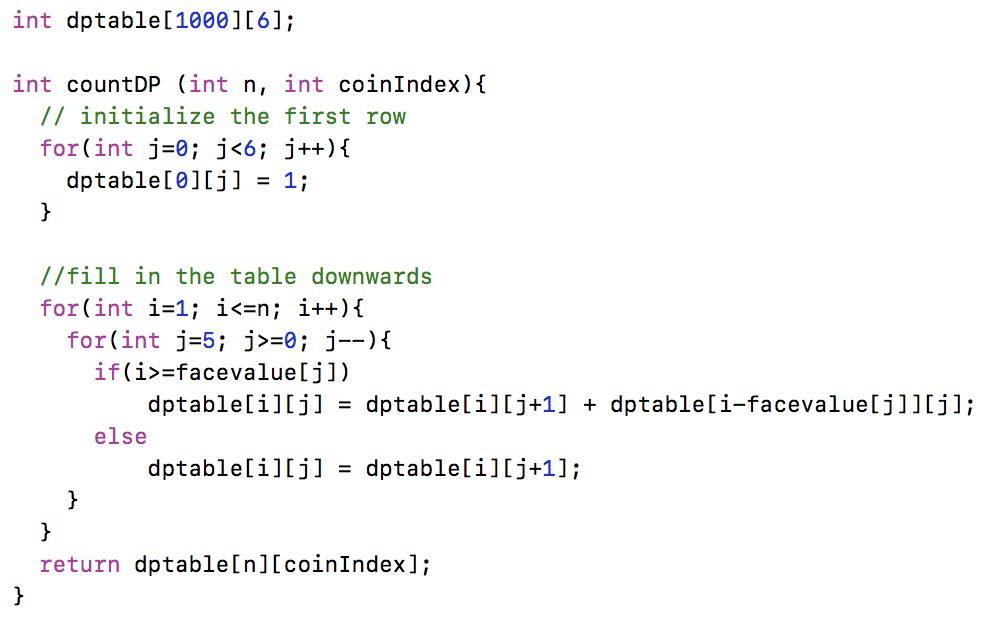 int dptable[1000][6];

int countDP (int n, int coinIndex){
  // initialize the first row
  for(int j=0; j<6; j++){
    dptable[0][j] = 1;
  }

  //fill in the table downwards
  for(int i=1; i<=n; i++){
    for(int j=5; j>=0; j--){
      if(i>=facevalue[j])
          dptable[i][j] = dptable[i][j+1] + dptable[i-facevalue[j]][j];
      else
          dptable[i][j] = dptable[i][j+1];
    }
  }
  return dptable[n][coinIndex];
}